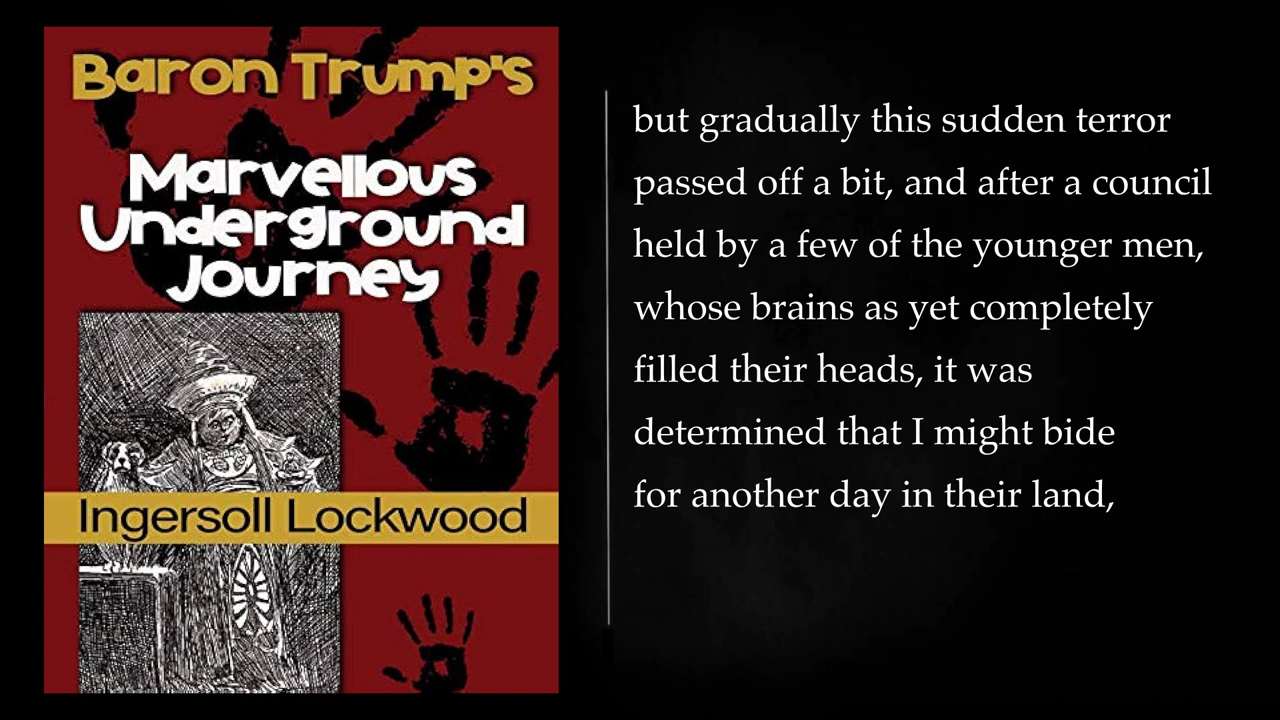 Baron Trump's
Marvellous
Underground
Journey
Ingersoll Lockwood
but gradually this sudden terror
passed off a bit, and after a council
held by a few of the younger men,
whose brains as yet completely
filled their heads, it was
determined that I might bide
for another day in their land,